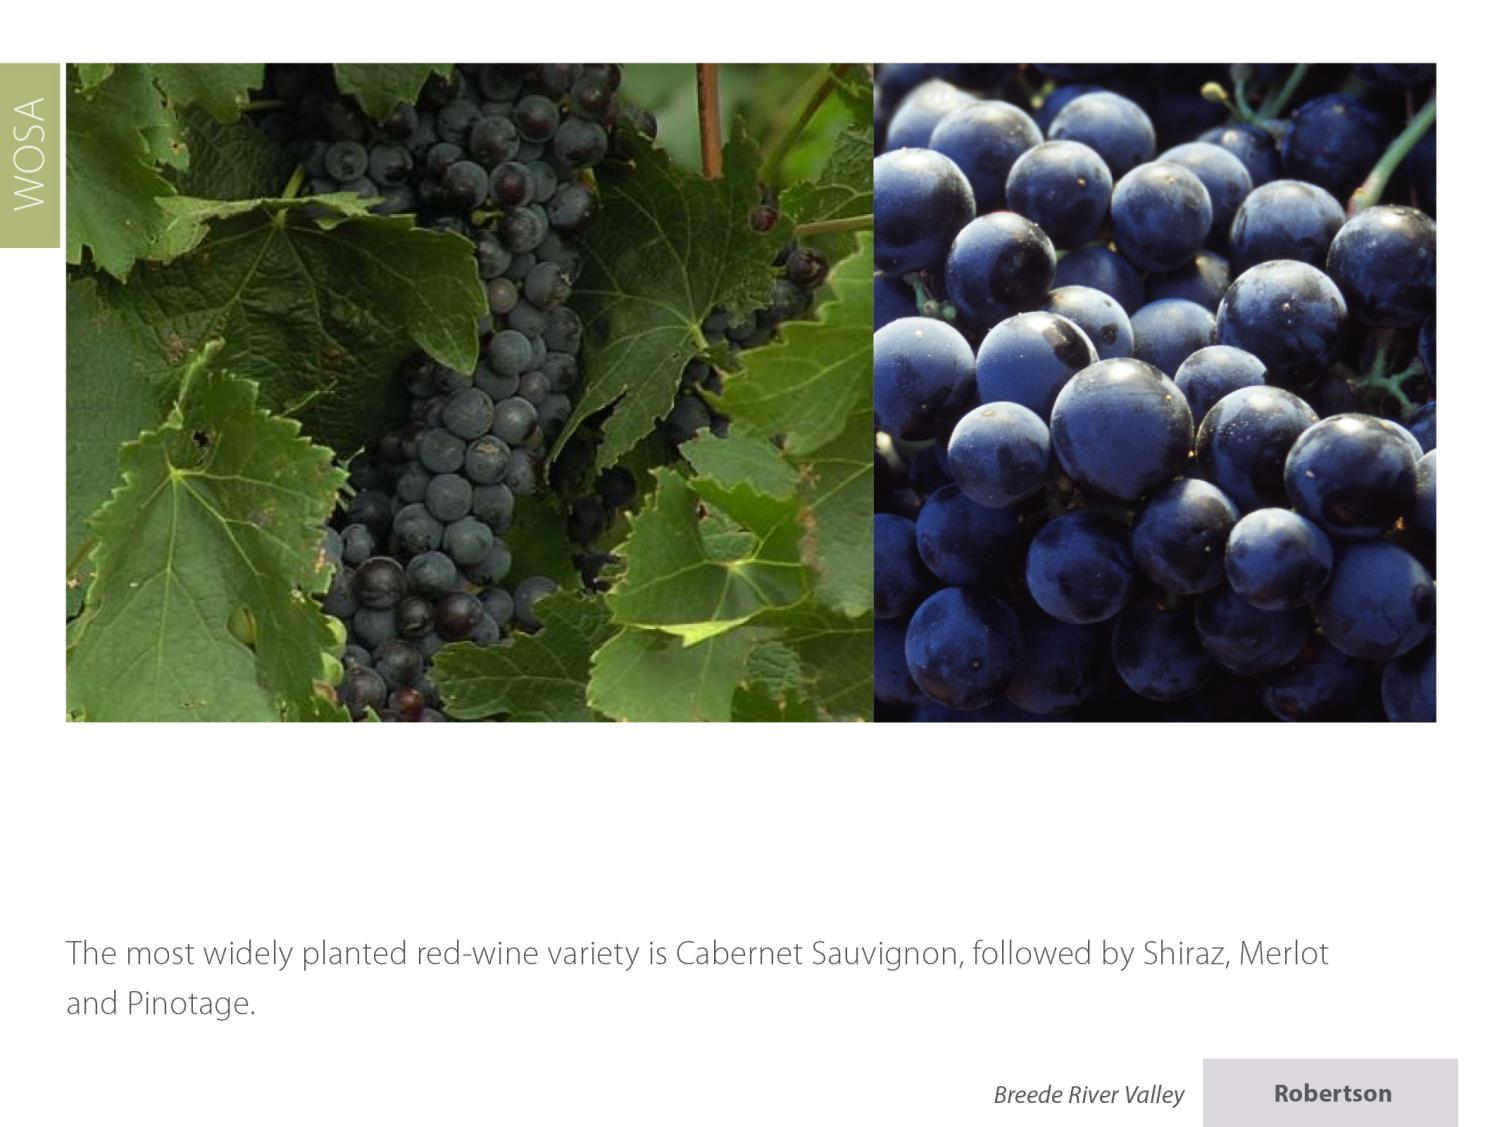 WOSA
The most widely planted red-wine variety is Cabernet Sauvignon, followed by Shiraz, Merlot
and Pinotage.
Breede River Valley
Robertson